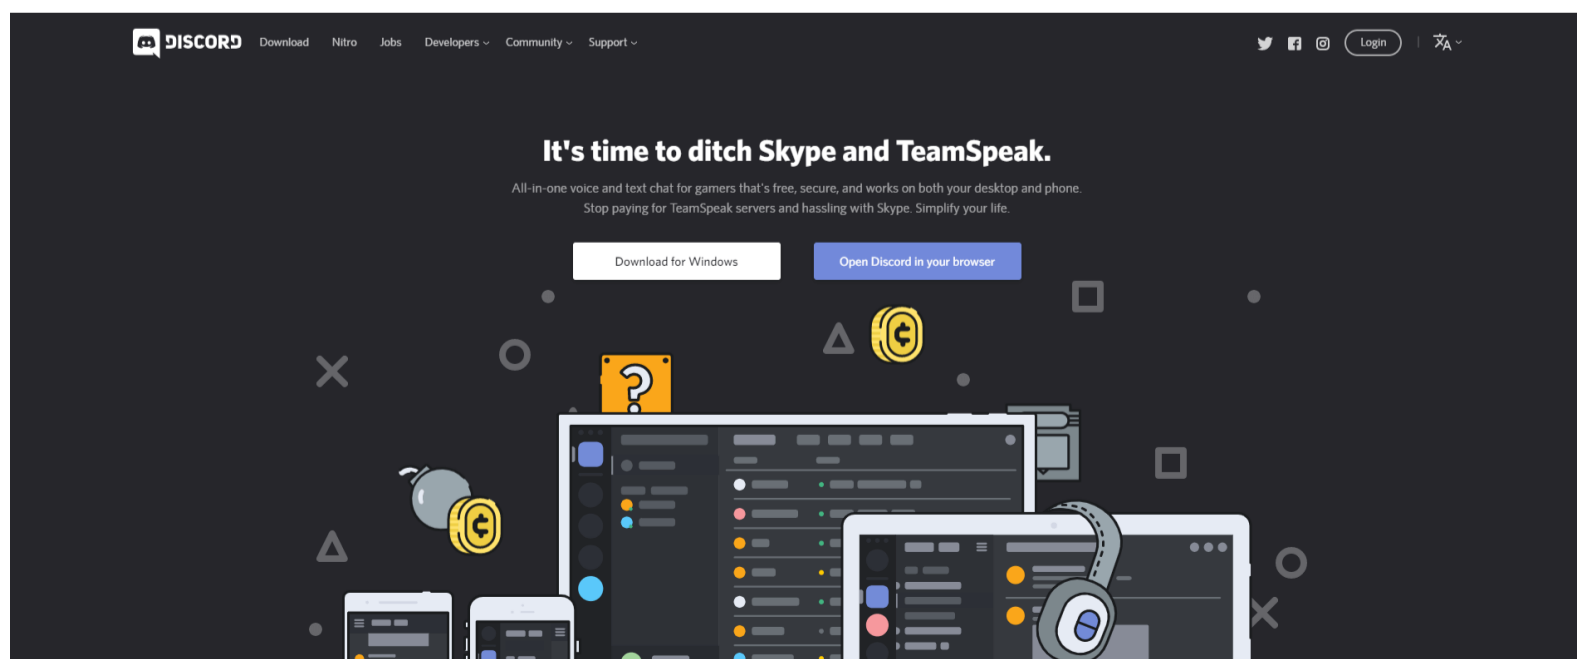 DISCORD Download Nitro Jobs Developers Community Support Login
It's time to ditch Skype and TeamSpeak.
All-in-one voice and text chat for gamers that's free, secure, and works on both your desktop and phone.
Stop paying for TeamSpeak servers and hassling with Skype. Simplify your life.
Download for Windows Open Discord in your browser